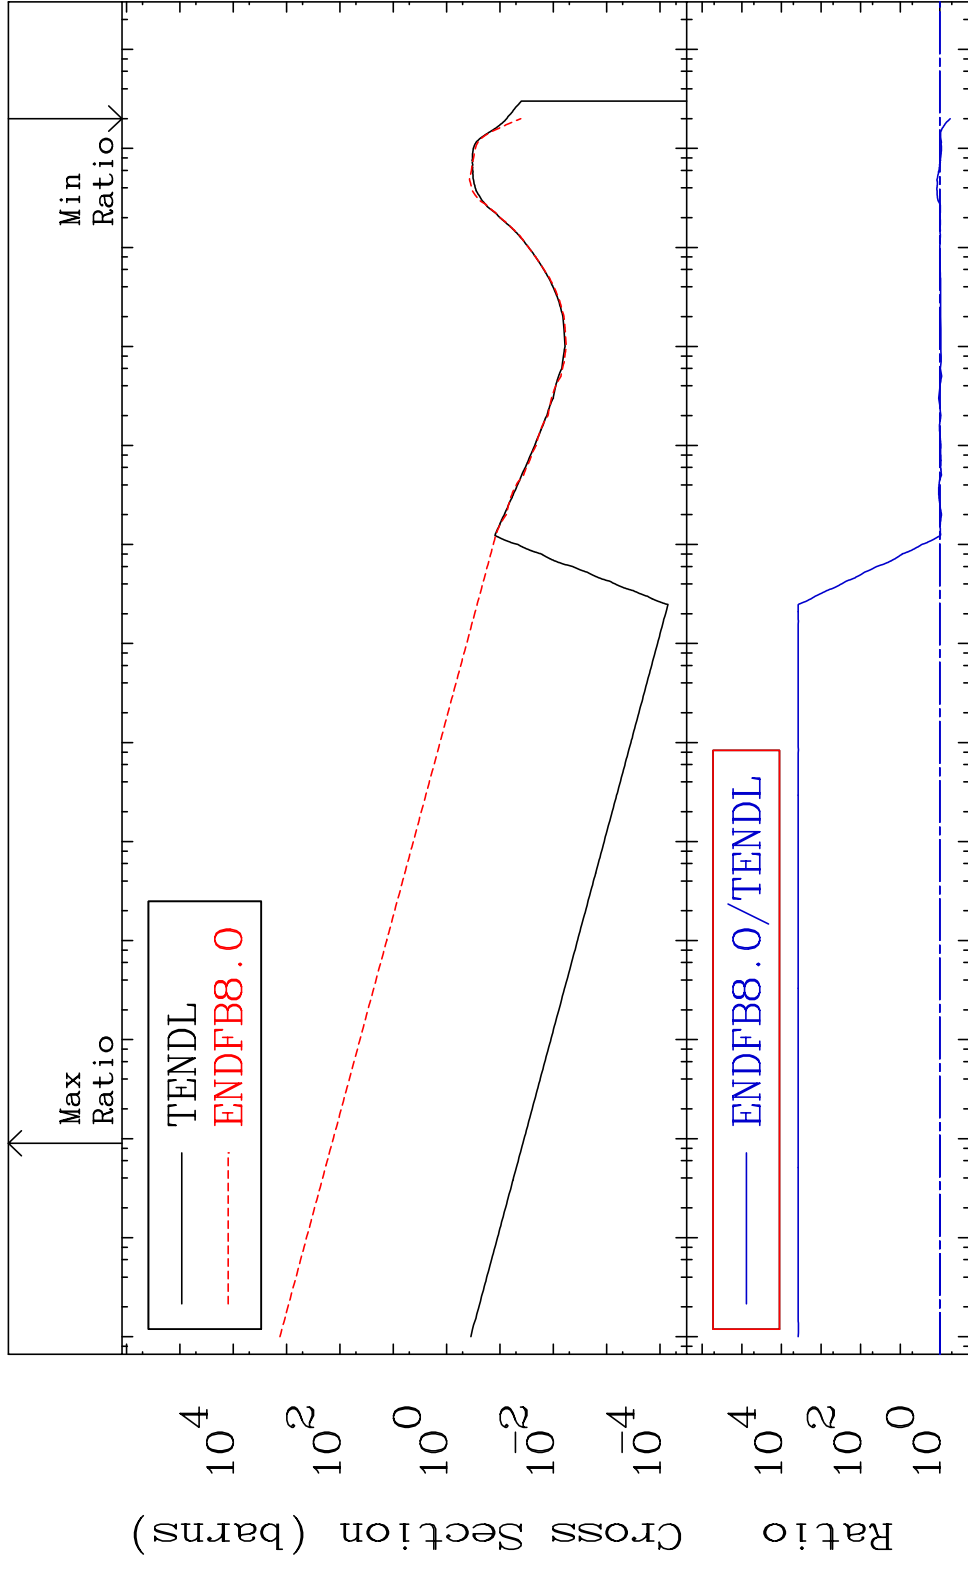 Max
Ratio
Min
Ratio
TENDL
ENDFB8.0
Cross Section (barns)
10^4
10^2
10^0
10^-2
10^-4
ENDFB8.0/TENDL
Ratio
10^4
10^2
10^0